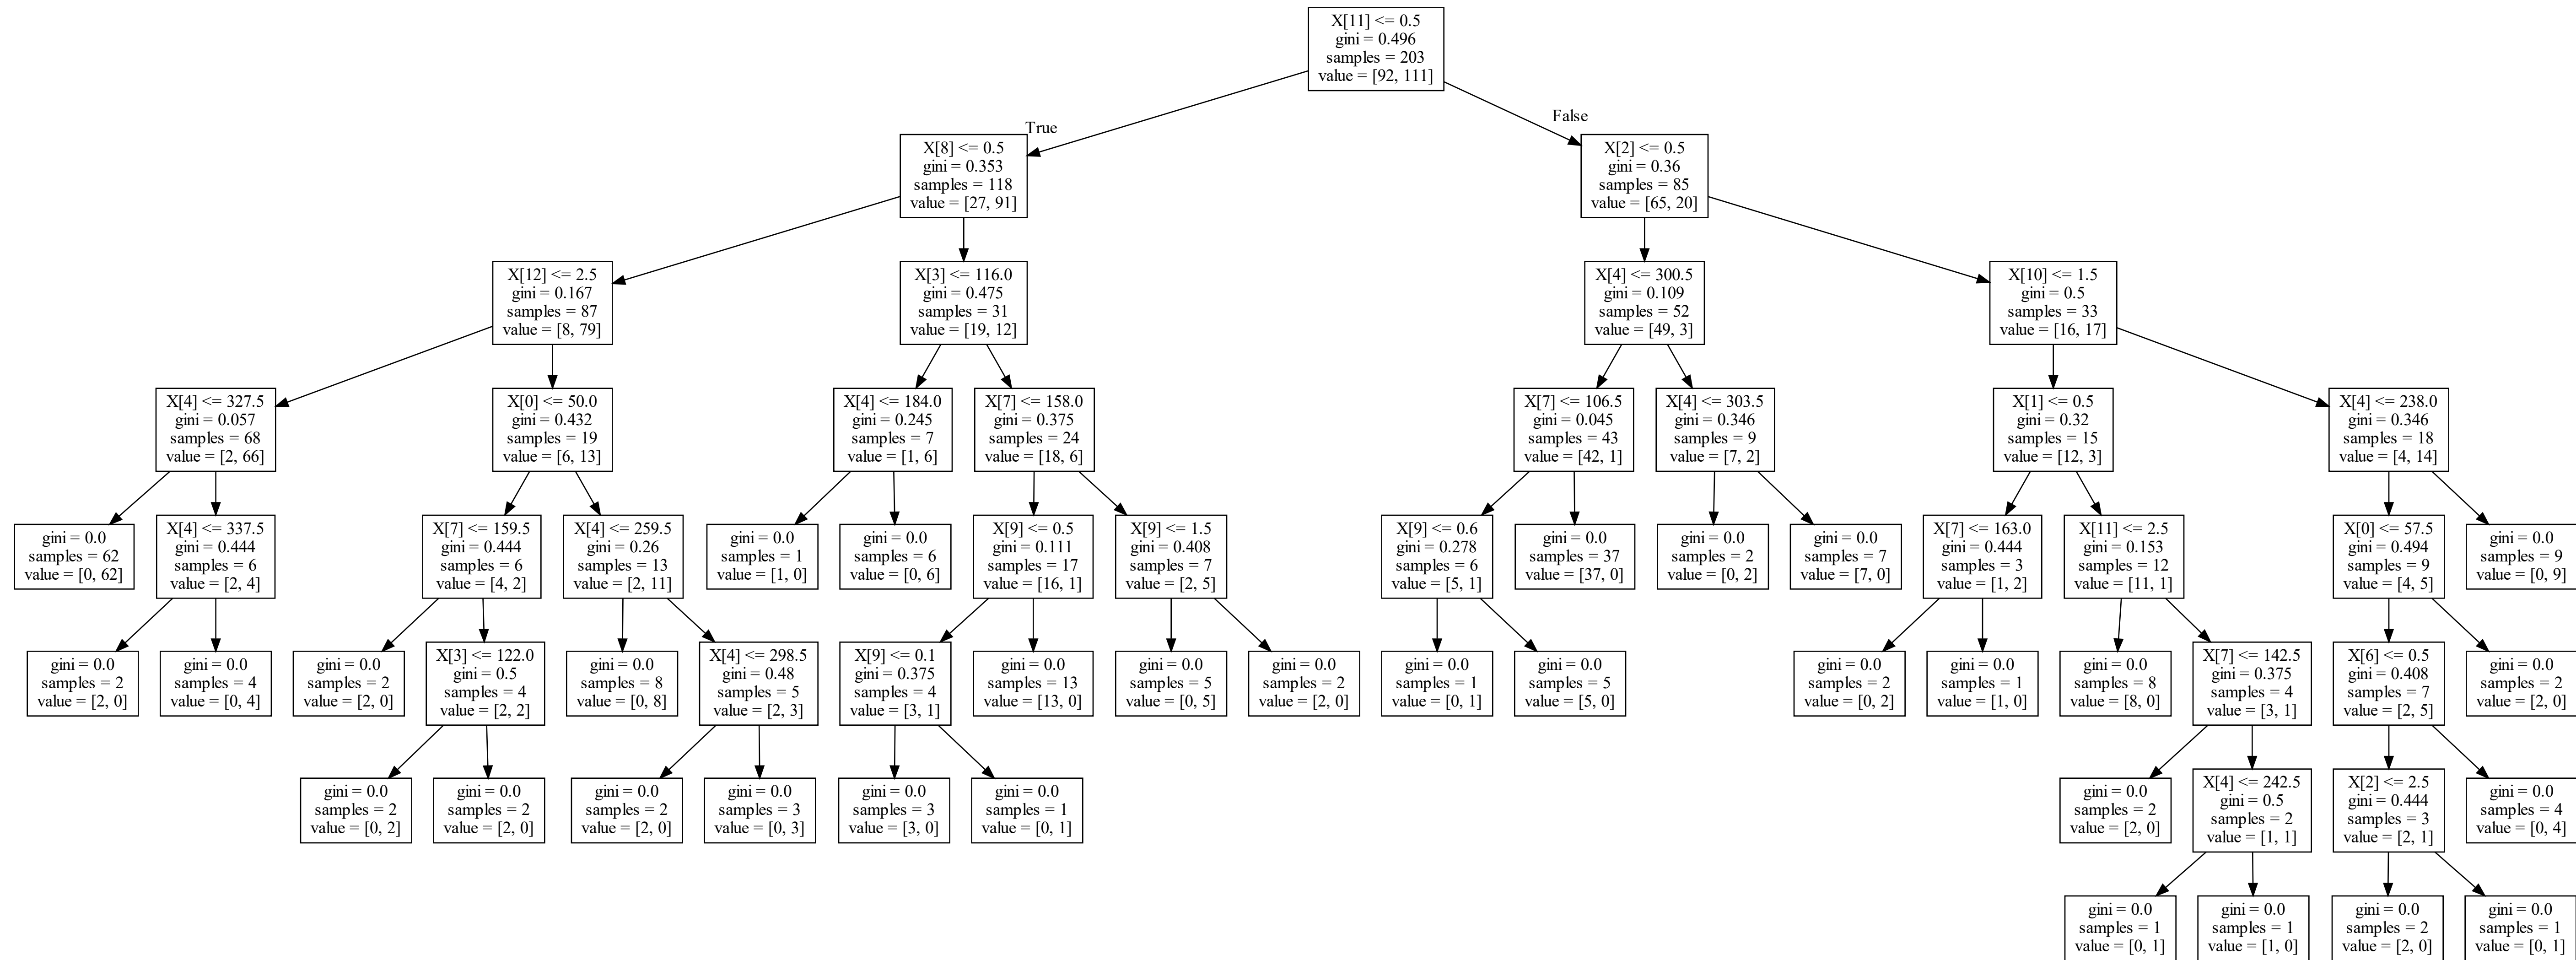 X[11] <= 0.5
gini = 0.496
samples = 203
value = [92, 111]
True
False
X[8] <= 0.5
gini = 0.353
samples = 118
value = [27, 91]
X[2] <= 0.5
gini = 0.36
samples = 85
value = [65, 20]
X[12] <= 2.5
gini = 0.167
samples = 87
value = [8, 79]
X[3] <= 116.0
gini = 0.475
samples = 31
value = [19, 12]
X[4] <= 300.5
gini = 0.109
samples = 52
value = [49, 3]
X[10] <= 1.5
gini = 0.5
samples = 33
value = [16, 17]
X[4] <= 327.5
gini = 0.057
samples = 68
value = [2, 66]
X[0] <= 50.0
gini = 0.432
samples = 19
value = [6, 13]
X[4] <= 184.0
gini = 0.245
samples = 7
value = [1, 6]
X[7] <= 158.0
gini = 0.375
samples = 24
value = [18, 6]
X[7] <= 106.5
gini = 0.045
samples = 43
value = [42, 1]
X[4] <= 303.5
gini = 0.346
samples = 9
value = [7, 2]
X[1] <= 0.5
gini = 0.32
samples = 15
value = [12, 3]
X[4] <= 238.0
gini = 0.346
samples = 18
value = [4, 14]
gini = 0.0
samples = 62
value = [0, 62]
X[4] <= 337.5
gini = 0.444
samples = 6
value = [2, 4]
X[7] <= 159.5
gini = 0.444
samples = 6
value = [4, 2]
X[4] <= 259.5
gini = 0.26
samples = 13
value = [2, 11]
gini = 0.0
samples = 1
value = [1, 0]
gini = 0.0
samples = 6
value = [0, 6]
X[9] <= 0.5
gini = 0.111
samples = 17
value = [16, 1]
X[9] <= 1.5
gini = 0.408
samples = 7
value = [2, 5]
X[9] <= 0.6
gini = 0.278
samples = 6
value = [5, 1]
gini = 0.0
samples = 37
value = [37, 0]
gini = 0.0
samples = 2
value = [0, 2]
gini = 0.0
samples = 7
value = [7, 0]
X[7] <= 163.0
gini = 0.444
samples = 3
value = [1, 2]
X[11] <= 2.5
gini = 0.153
samples = 12
value = [11, 1]
X[0] <= 57.5
gini = 0.494
samples = 9
value = [4, 5]
gini = 0.0
samples = 9
value = [0, 9]
gini = 0.0
samples = 2
value = [2, 0]
gini = 0.0
samples = 4
value = [0, 4]
gini = 0.0
samples = 2
value = [2, 0]
X[3] <= 122.0
gini = 0.5
samples = 4
value = [2, 2]
gini = 0.0
samples = 8
value = [0, 8]
X[4] <= 298.5
gini = 0.48
samples = 5
value = [2, 3]
X[9] <= 0.1
gini = 0.375
samples = 4
value = [3, 1]
gini = 0.0
samples = 13
value = [13, 0]
gini = 0.0
samples = 5
value = [0, 5]
gini = 0.0
samples = 2
value = [2, 0]
gini = 0.0
samples = 1
value = [0, 1]
gini = 0.0
samples = 5
value = [5, 0]
gini = 0.0
samples = 2
value = [0, 2]
gini = 0.0
samples = 1
value = [1, 0]
gini = 0.0
samples = 8
value = [8, 0]
X[7] <= 142.5
gini = 0.375
samples = 4
value = [3, 1]
X[6] <= 0.5
gini = 0.408
samples = 7
value = [2, 5]
gini = 0.0
samples = 2
value = [2, 0]
gini = 0.0
samples = 2
value = [0, 2]
gini = 0.0
samples = 2
value = [2, 0]
gini = 0.0
samples = 2
value = [2, 0]
gini = 0.0
samples = 3
value = [0, 3]
gini = 0.0
samples = 3
value = [3, 0]
gini = 0.0
samples = 1
value = [0, 1]
gini = 0.0
samples = 2
value = [2, 0]
X[4] <= 242.5
gini = 0.5
samples = 2
value = [1, 1]
X[2] <= 2.5
gini = 0.444
samples = 3
value = [2, 1]
gini = 0.0
samples = 4
value = [0, 4]
gini = 0.0
samples = 1
value = [0, 1]
gini = 0.0
samples = 1
value = [1, 0]
gini = 0.0
samples = 2
value = [2, 0]
gini = 0.0
samples = 1
value = [0, 1]